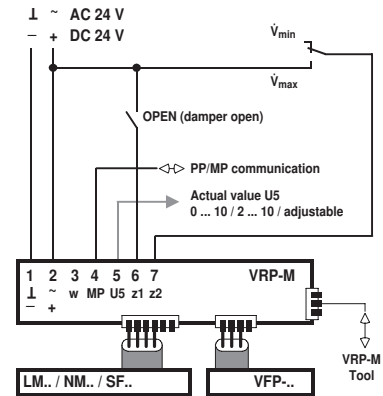 ⊥ ~ AC 24 V
– + DC 24 V
V̇min
V̇max
OPEN (damper open)
PP/MP communication
Actual value U5
0 ... 10 / 2 ... 10 / adjustable
1 2 3 4 5 6 7 VRP-M
⊥ ~ w MP U5 z1 z2
– +
VRP-M
Tool
LM.. / NM.. / SF..
VFP-..